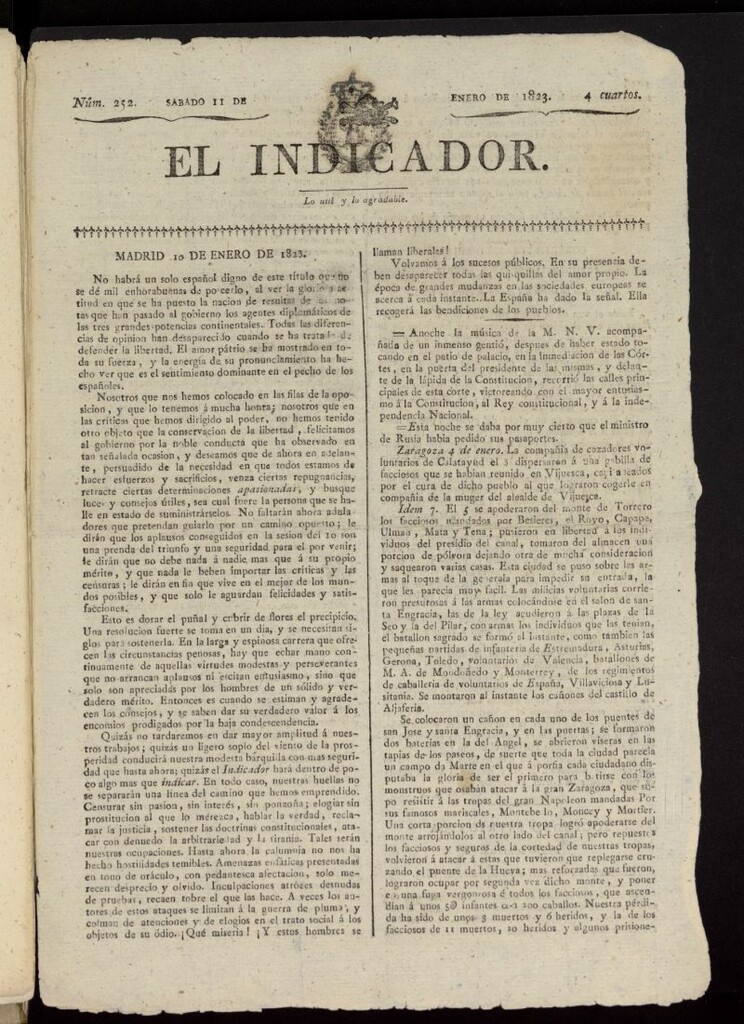 Núm. 252. SABADO 11 DE ENERO DE 1823. 4 cuartos.
EL INDICADOR.
Lo util y lo agradable.
MADRID 10 DE ENERO DE 1823.
No habrá un solo español digno de este título que no
se dé mil enhorabuenas de poseerlo, al ver la gloriosa ac-
titud en que se ha puesto la nacion de resultas de las no-
tas que han pasado al gobierno los agentes diplomáticos de
las tres grandes potencias continentales. Todas las diferen-
cias de opinion han desaparecido cuando se ha tratado de
defender la libertad. El amor pátrio se ha mostrado en to-
da su fuerza, y la energía de su pronunciamiento ha he-
cho ver que es el sentimiento dominante en el pecho de los
españoles.
Nosotros que nos hemos colocado en las filas de la opo-
sicion, y que lo tenemos á mucha honra; nosotros que en
las críticas que hemos dirigido al poder, no hemos tenido
otro objeto que la conservacion de la libertad, felicitamos
al gobierno por la noble conducta que ha observado en
tan señalada ocasion, y deseamos que de ahora en adelan-
te, persuadido de la necesidad en que todos estamos de
hacer esfuerzos y sacrificios, venza ciertas repugnancias,
retracte ciertas determinaciones apasionadas, y busque
luces y consejos útiles, sea cual fuere la persona que se ha-
lle en estado de suministrárselos. No faltarán ahora adula-
dores que pretendan guiarlo por un camino opuesto; le
dirán que los aplausos conseguidos en la sesion del 10 son
una prenda del triunfo y una seguridad para el por venir;
le dirán que no debe nada á nadie mas que á su propio
mérito, y que nada le beben importar las críticas y las
censuras; le dirán en fin que vive en el mejor de los mun-
dos posibles, y que solo le aguardan felicidades y satis-
facciones.
Esto es dorar el puñal y cubrir de flores el precipicio.
Una resolucion fuerte se toma en un dia, y se necesitan si-
glos para sostenerla. En la larga y espinosa carrera que ofre-
cen las circunstancias penosas, hay que echar mano con-
tinuamente de aquellas virtudes modestas y perseverantes
que no arrancan aplausos ni escitan entusiasmo, sino que
solo son apreciadas por los hombres de un sólido y ver-
dadero mérito. Entonces es cuando se estiman y agrade-
cen los consejos, y se saben dar su verdadero valor á los
encomios prodigados por la baja condescendencia.
Quizás no tardaremos en dar mayor amplitud á nues-
tros trabajos; quizás un ligero soplo del viento de la pros-
peridad conducirá nuestra modesta barquilla con mas seguri-
dad que hasta ahora; quizás el Indicador hará dentro de po-
co algo mas que indicar. En todo caso, nuestras huellas no
se separarán una línea del camino que hemos emprendido.
Censurar sin pasion, sin interés, sin ponzoña; elogiar sin
prostitucion al que lo merezca, hablar la verdad, recla-
mar la justicia, sostener las doctrinas constitucionales, ata-
car con denuedo la arbitrariedad y la tiranía. Tales serán
nuestras ocupaciones. Hasta ahora la calumnia no nos ha
hecho hostilidades temibles. Amenazas enfáticas presentadas
en tono de oráculo, con pedantesca afectacion, solo me-
recen desprecio y olvido. Inculpaciones atróces desnudas
de pruebas, recaen sobre el que las hace. A veces los au-
tores de estos ataques se limitan á la guerra de pluma, y
colman de atenciones y de elogios en el trato social á los
objetos de su ódio. ¡Qué miseria! ¡Y estos hombres se
llaman liberales!
Volvamos á los sucesos públicos. En su presencia de-
ben desaparecer todas las quisquillas del amor propio. La
época de grandes mudanzas en las sociedades europeas se
acerca á cada instante. La España ha dado la señal. Ella
recogerá las bendiciones de los pueblos.
= Anoche la música de la M. N. V. acompa-
ñada de un inmenso gentío, despues de haber estado to-
cando en el patio de palacio, en la inmediacion de las Cór-
tes, en la puerta del presidente de las mismas, y delan-
te de la lápida de la Constitucion, recorrió las calles prin-
cipales de esta corte, victoreando con el mayor entusias-
mo á la Constitucion, al Rey constitucional, y á la inde-
pendencia Nacional.
=Esta noche se daba por muy cierto que el ministro
de Rusia habia pedido sus pasaportes.
Zaragoza 4 de enero. La compañía de cazadores vo-
luntarios de Calatayud el 3 dispersaron á una gabilla de
facciosos que se habian reunido en Vijuesca, capitaneados
por el cura de dicho pueblo al que lograron cogerle en
compañía de la muger del alcalde de Vijuesca.
Idem 7. El 5 se apoderaron del monte de Torrero
los facciosos mandados por Besieres, el Royo, Capape,
Ulman, Mata y Tena; pusieron en libertad á los indi-
viduos del presidio del canal, tomaron del almacen una
porcion de pólvora dejando otra de mucha consideracion
y saquearon varias casas. Esta ciudad se puso sobre las ar-
mas al toque de la generala para impedir su entrada, la
que les parecia muy facil. Las milicias voluntarias corrie-
ron presurosas á las armas colocándose en el salon de san-
ta Engracia, las de la ley acudieron á las plazas de la
Seo y la del Pilar, con armas los individuos que las tenian,
el batallon sagrado se formó al instante, como tambien las
pequeñas partidas de infanteria de Estremadura, Asturias,
Gerona, Toledo, voluntarios de Valencia, batallones de
M. A. de Mondoñedo y Monterrey, de los regimientos
de caballería de voluntarios de España, Villaviciosa y Lu-
sitania. Se montaron al instante los cañones del castillo de
Aljafería.
Se colocaron un cañon en cada uno de los puentes de
san Jose y santa Engracia, y en las puertas; se formaron
dos baterías en la del Angel, se abrieron viseras en las
tapias de los paseos, de suerte que toda la ciudad parecia
un campo de Marte en el que á porfia cada ciudadano dis-
putaba la gloria de ser el primero para batirse con los
monstruos que osaban atacar á la gran Zaragoza, que su-
po resistir á las tropas del gran Napoleon mandadas Por
sus famosos mariscales, Montebelo, Moncey y Mortier.
Una corta porcion de nuestra tropa logró apoderarse del
monte arrojándolos al otro lado del canal; pero repuestos
los facciosos y seguros de la cortedad de nuestras tropas,
volvieron á atacar á estas que tuvieron que replegarse cru-
zando el puente de la Hueva; mas reforzadas que fueron,
lograron ocupar por segunda vez dicho monte, y poner
en una fuga vergonzosa á todos los facciosos, que ascen-
dian á unos infantes con 200 caballos. Nuestra pérdi-
da ha sido de unos 3 muertos y 6 heridos, y la de los
facciosos de 11 muertos, 20 heridos y algunos prisione-